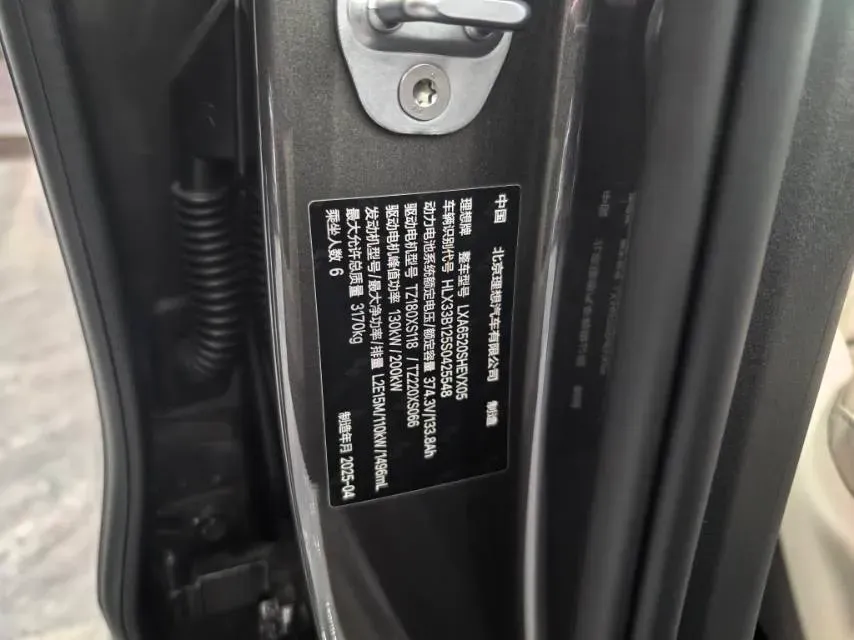 中国 北京理想汽车有限公司 制造
理想牌 整车型号 LXA6520SHEVX05
车辆识别代号 HLX33B125S0425548
动力电池系统额定电压/额定容量 374.3V/133.8Ah
驱动电机型号 TZ180XS118 /TZ220XS066
驱动电机峰值功率 130kW /200kW
发动机型号/最大净功率/排量 L2E15M/110kW/1496mL
最大允许总质量 3170kg
乘坐人数 6 制造年月 2025-04